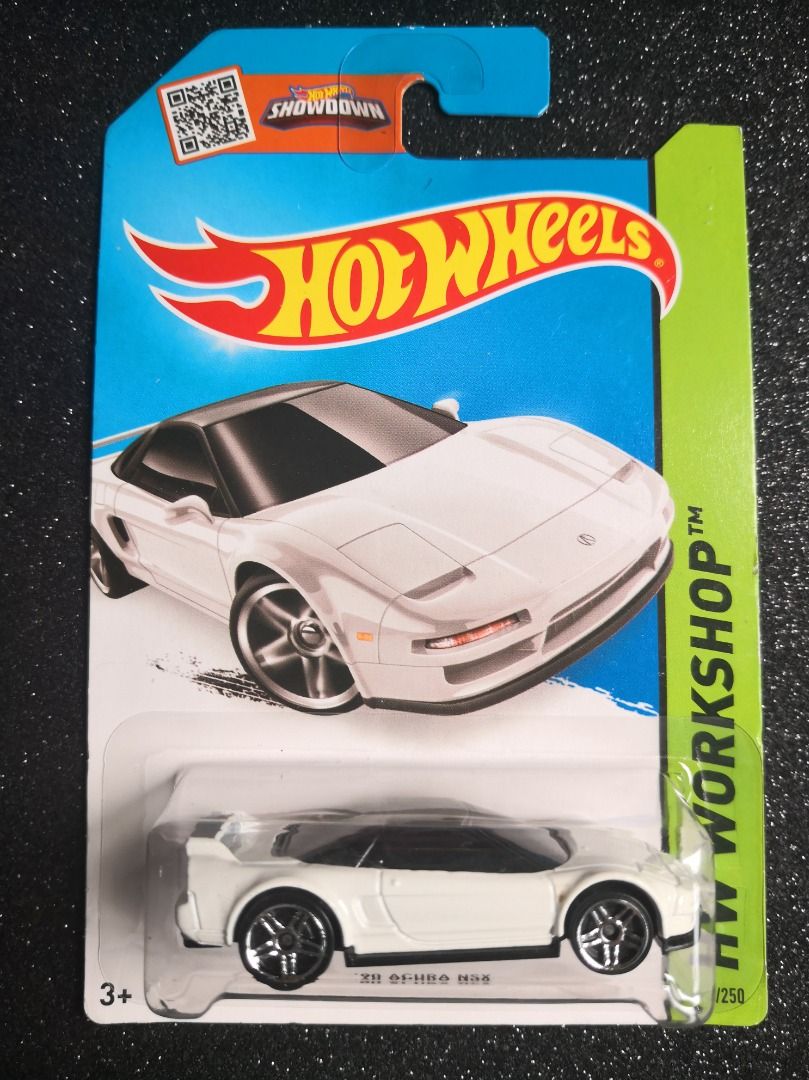 HOT WHEELS
SHOWDOWN
HOT WHEELS®
HW WORKSHOP™
'90 ACURA NSX
3+
/250